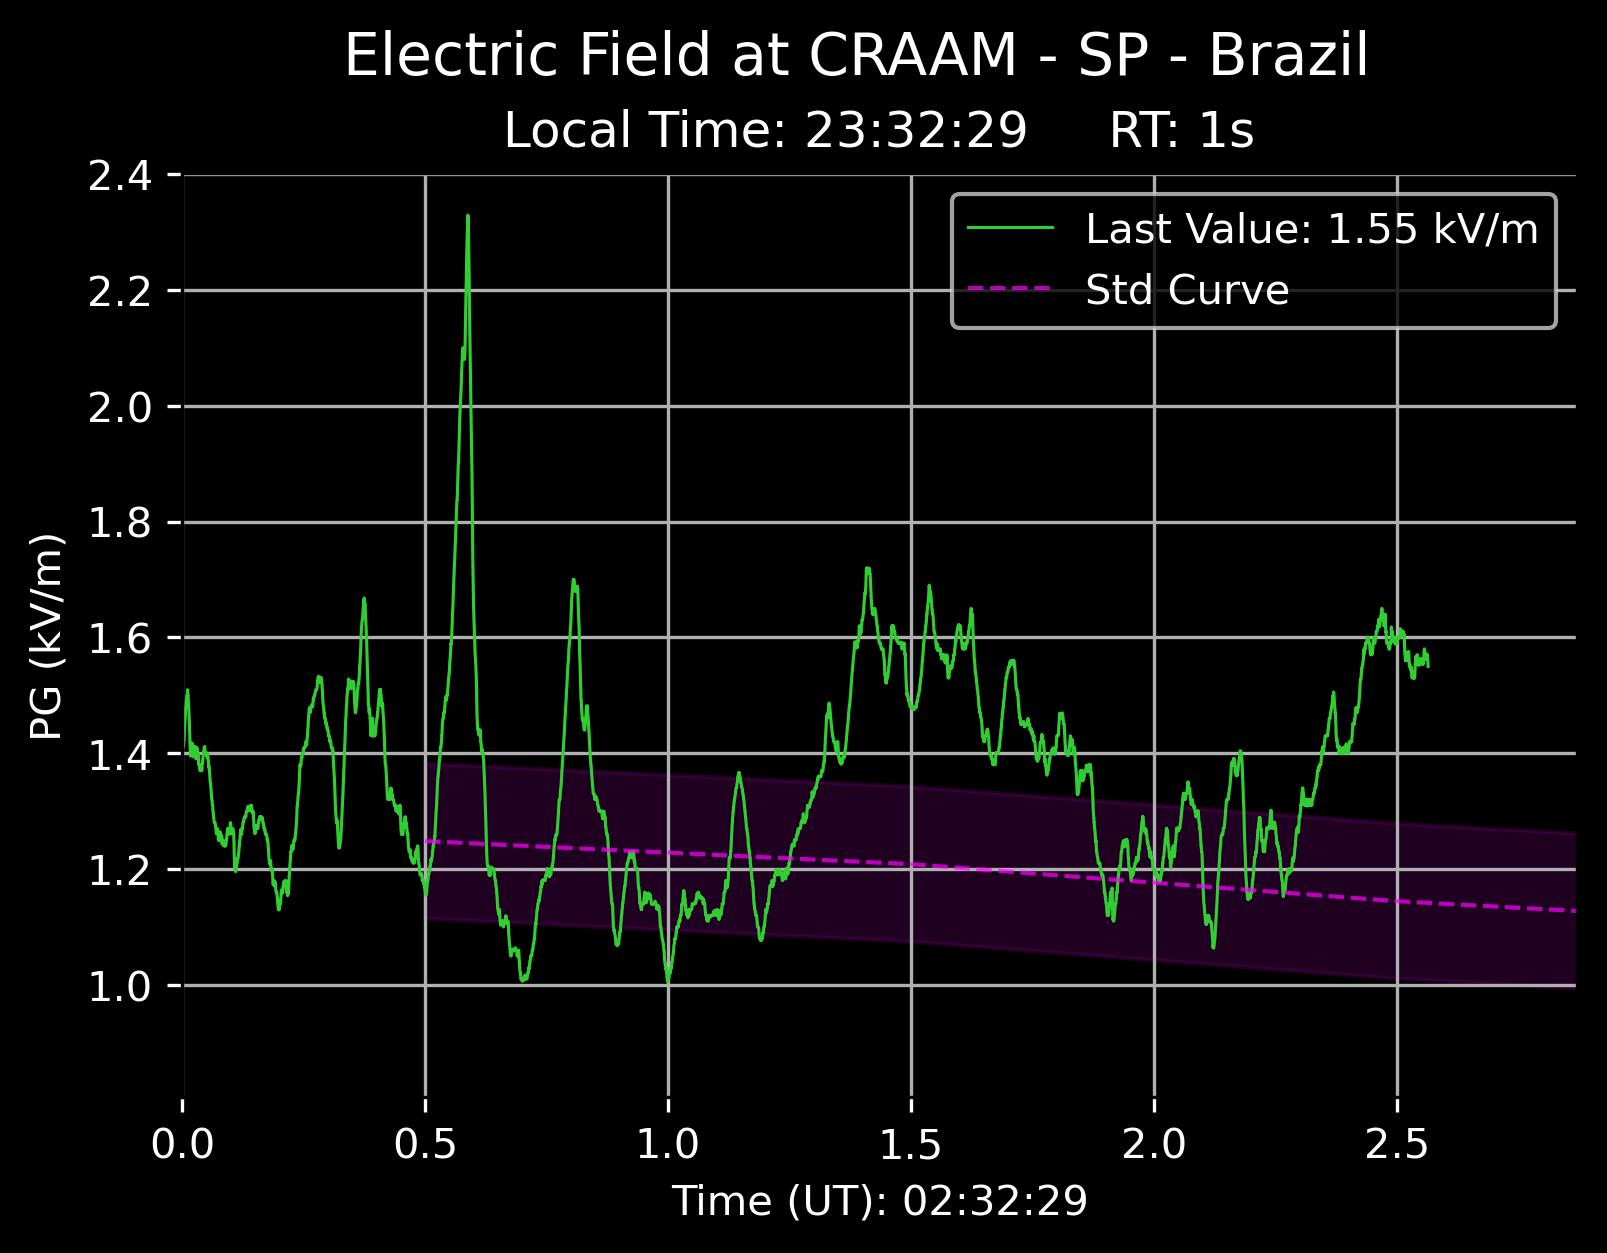 Electric Field at CRAAM - SP - Brazil
Local Time: 23:32:29 RT: 1s
Last Value: 1.55 kV/m
Std Curve
PG (kV/m)
2.4
2.2
2.0
1.8
1.6
1.4
1.2
1.0
0.0 0.5 1.0 1.5 2.0 2.5
Time (UT): 02:32:29